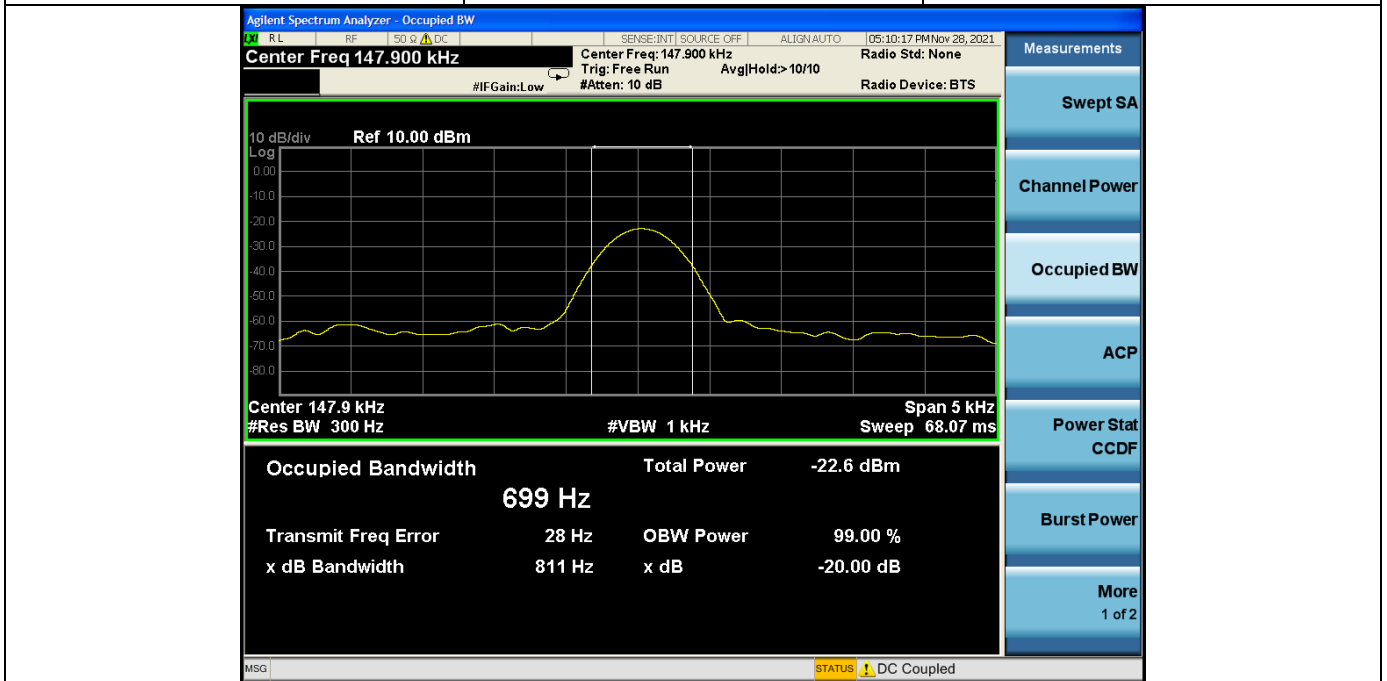 Agilent Spectrum Analyzer - Occupied BW
LXI RL RF 50 Ω DC SENSE:INT SOURCE OFF ALIGN AUTO 05:10:17 PM Nov 28, 2021
Center Freq 147.900 kHz
Center Freq: 147.900 kHz Radio Std: None
Trig: Free Run Avg|Hold:> 10/10
#IFGain:Low #Atten: 10 dB Radio Device: BTS
10 dB/div Ref 10.00 dBm
Log
0.00
-10.0
-20.0
-30.0
-40.0
-50.0
-60.0
-70.0
-80.0
Center 147.9 kHz Span 5 kHz
#Res BW 300 Hz #VBW 1 kHz Sweep 68.07 ms
Occupied Bandwidth Total Power -22.6 dBm
699 Hz
Transmit Freq Error 28 Hz OBW Power 99.00 %
x dB Bandwidth 811 Hz x dB -20.00 dB
Measurements
Swept SA
Channel Power
Occupied BW
ACP
Power Stat
CCDF
Burst Power
More
1 of 2
MSG STATUS DC Coupled